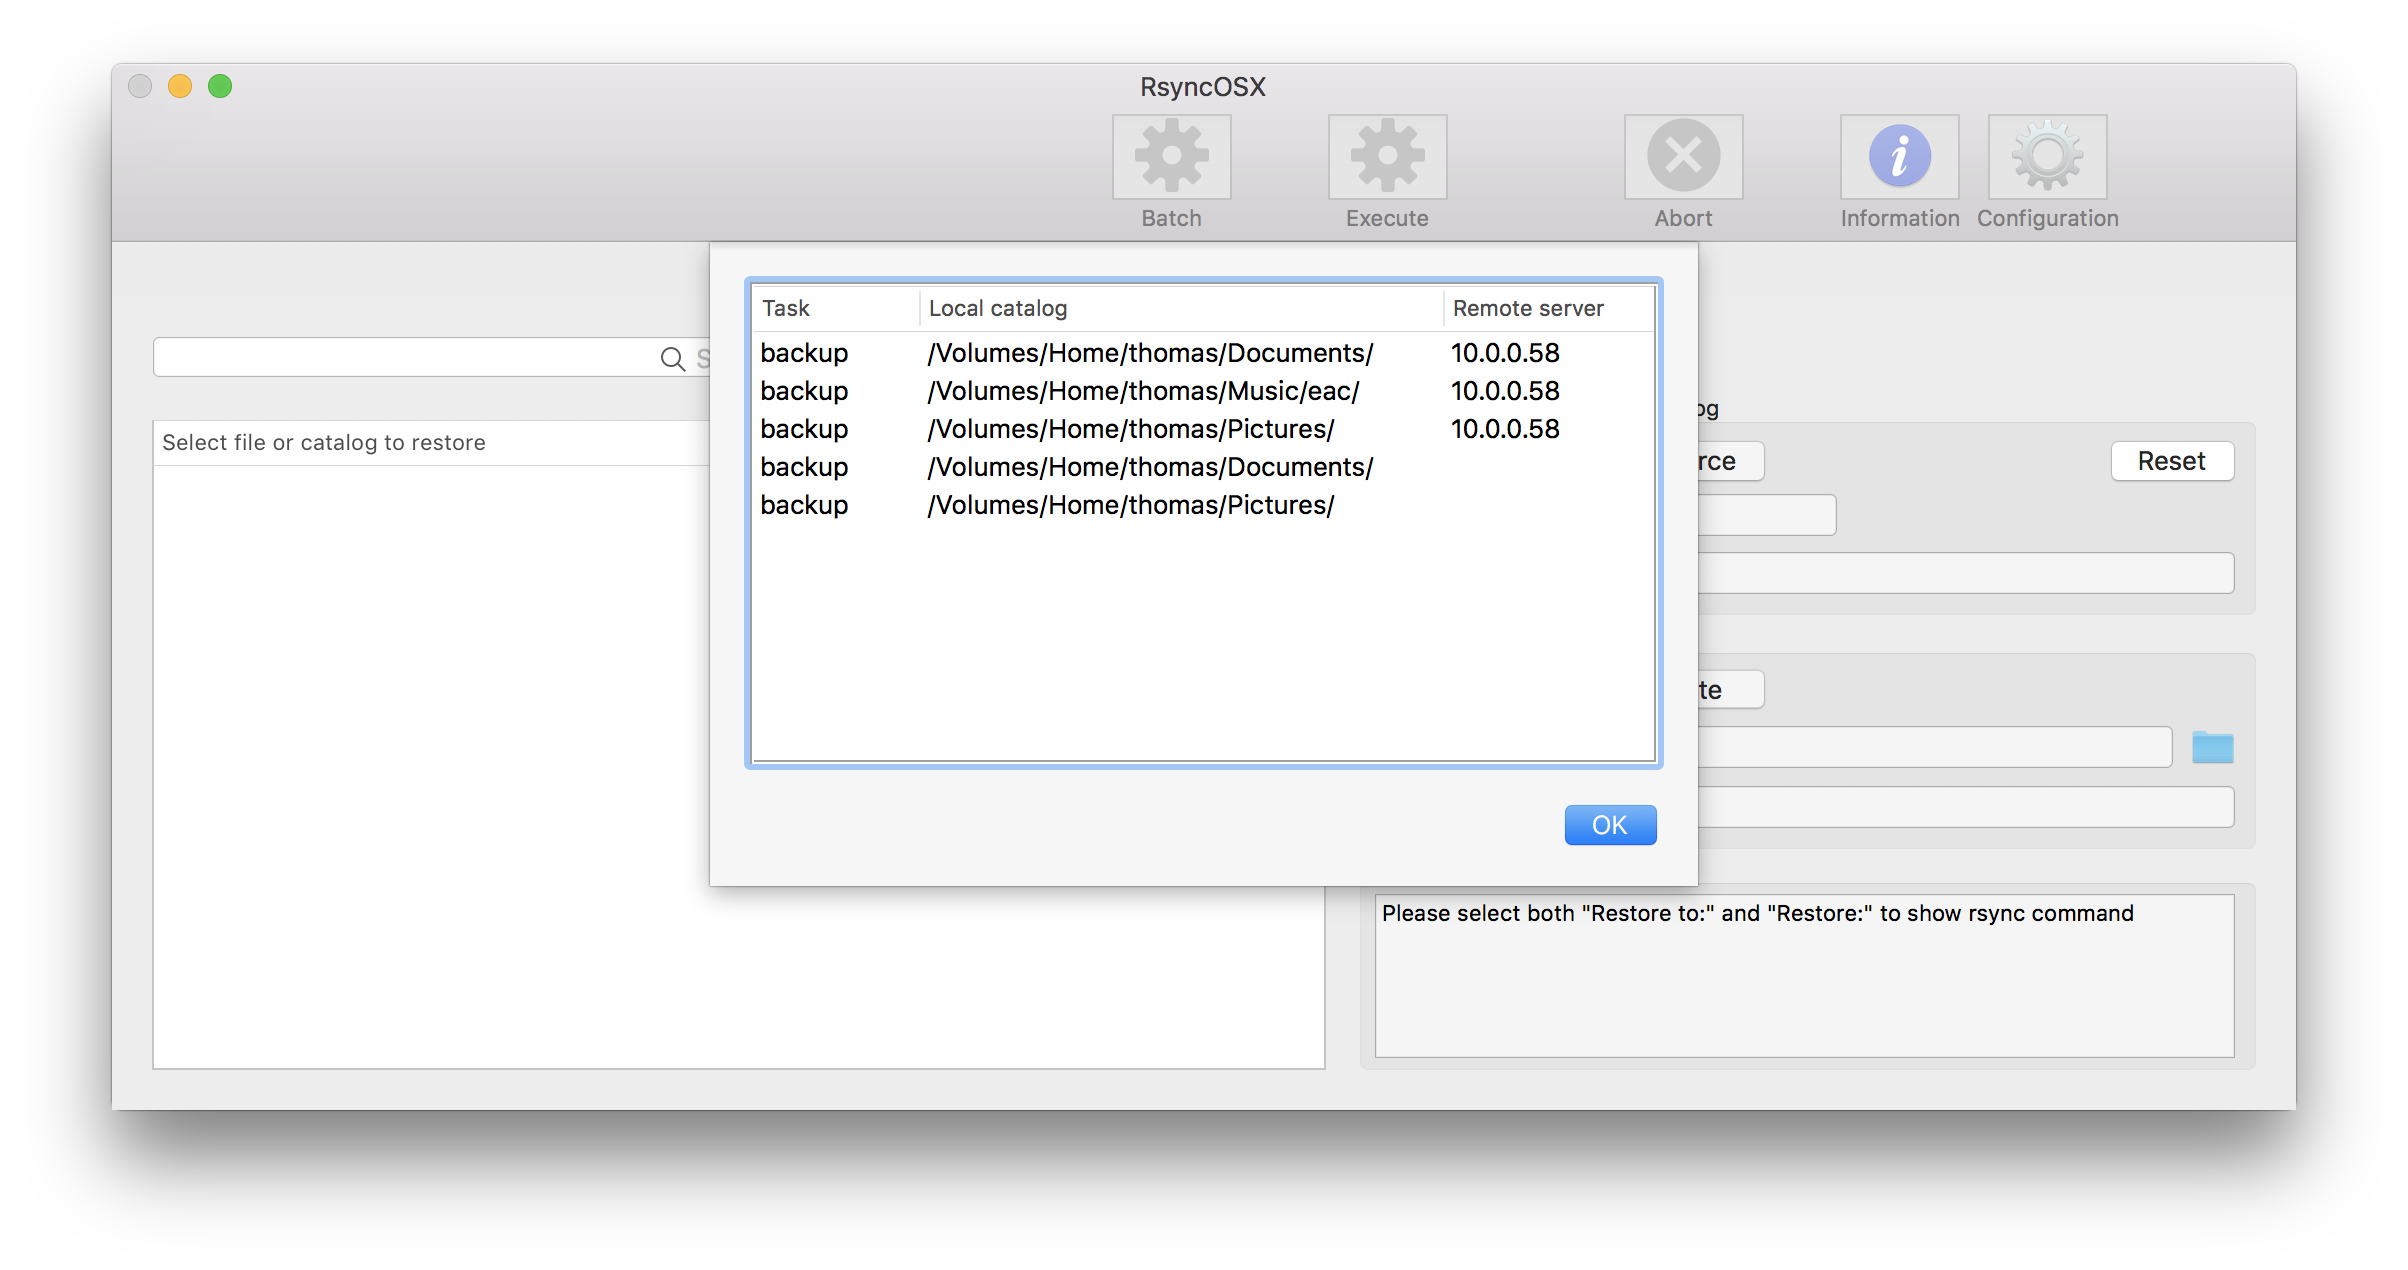 RsyncOSX
Batch
Execute
Abort
Information
Configuration
Task
Local catalog
Remote server
backup /Volumes/Home/thomas/Documents/ 10.0.0.58
backup /Volumes/Home/thomas/Music/eac/ 10.0.0.58
backup /Volumes/Home/thomas/Pictures/ 10.0.0.58
backup /Volumes/Home/thomas/Documents/
backup /Volumes/Home/thomas/Pictures/
OK
Select file or catalog to restore
Reset
Please select both "Restore to:" and "Restore:" to show rsync command